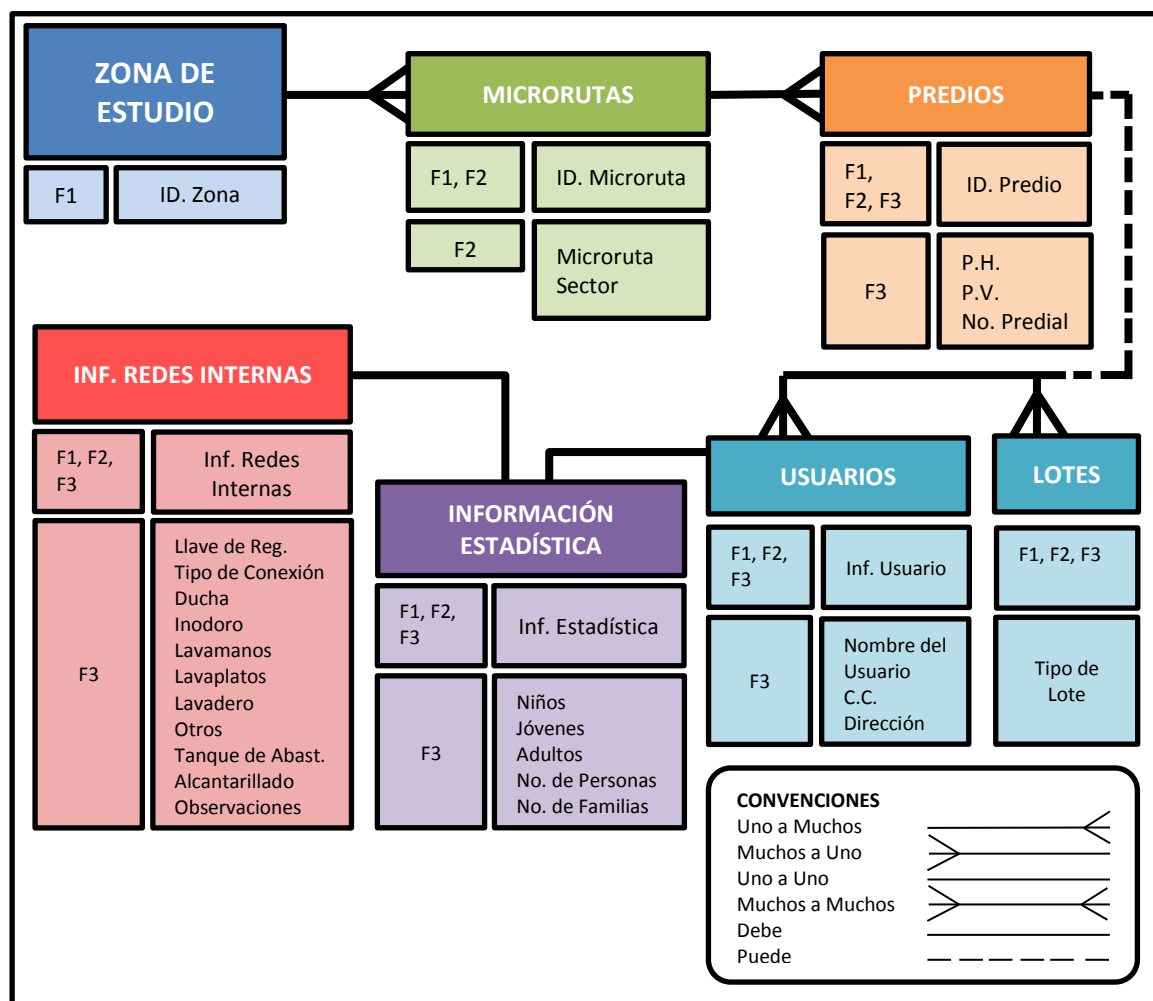 ZONA DE
ESTUDIO
F1
ID. Zona
MICRORUTAS
F1, F2
ID. Microruta
F2
Microruta
Sector
PREDIOS
F1,
F2, F3
ID. Predio
F3
P.H.
P.V.
No. Predial
INF. REDES INTERNAS
F1, F2,
F3
Inf. Redes
Internas
F3
Llave de Reg.
Tipo de Conexión
Ducha
Inodoro
Lavamanos
Lavaplatos
Lavadero
Otros
Tanque de Abast.
Alcantarillado
Observaciones
INFORMACIÓN
ESTADÍSTICA
F1, F2,
F3
Inf. Estadística
F3
Niños
Jóvenes
Adultos
No. de Personas
No. de Familias
USUARIOS
F1, F2,
F3
Inf. Usuario
F3
Nombre del
Usuario
C.C.
Dirección
LOTES
F1, F2, F3
Tipo de
Lote
CONVENCIONES
Uno a Muchos
Muchos a Uno
Uno a Uno
Muchos a Muchos
Debe
Puede